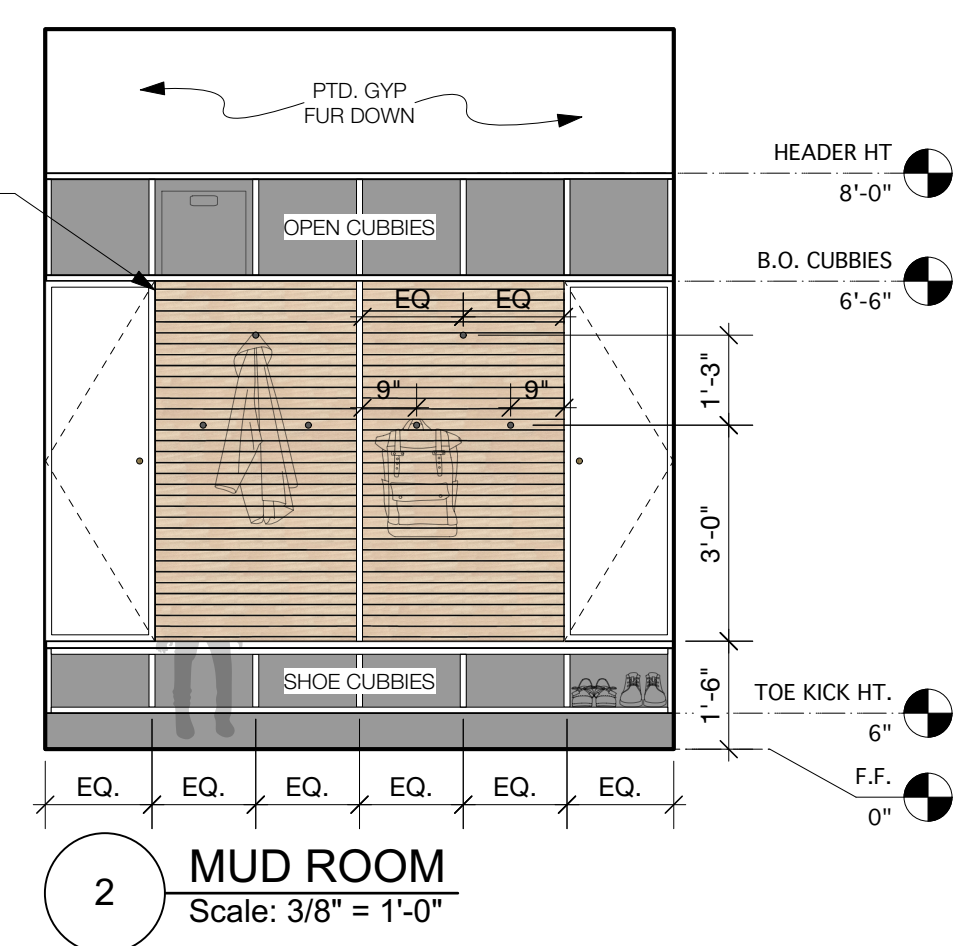 PTD. GYP
FUR DOWN
HEADER HT
8'-0"
OPEN CUBBIES
B.O. CUBBIES
6'-6"
EQ
EQ
1'-3"
9"
9"
3'-0"
SHOE CUBBIES
1'-6"
TOE KICK HT.
6"
F.F.
0"
EQ.
EQ.
EQ.
EQ.
EQ.
EQ.
2
MUD ROOM
Scale: 3/8" = 1'-0"